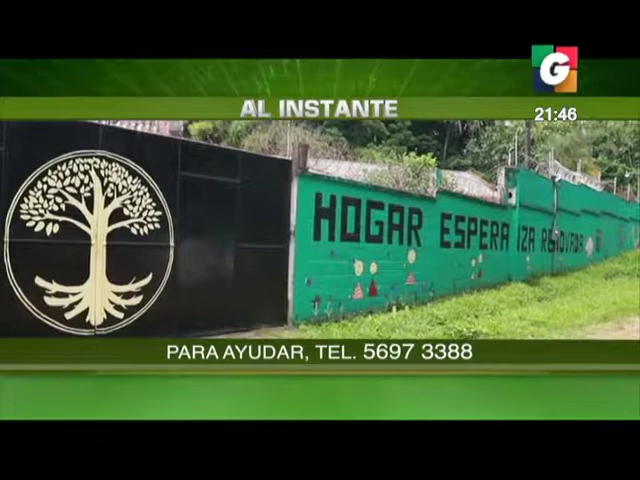 G
21:46
AL INSTANTE
HOGAR ESPERANZA RENOVADA
PARA AYUDAR, TEL. 5697 3388